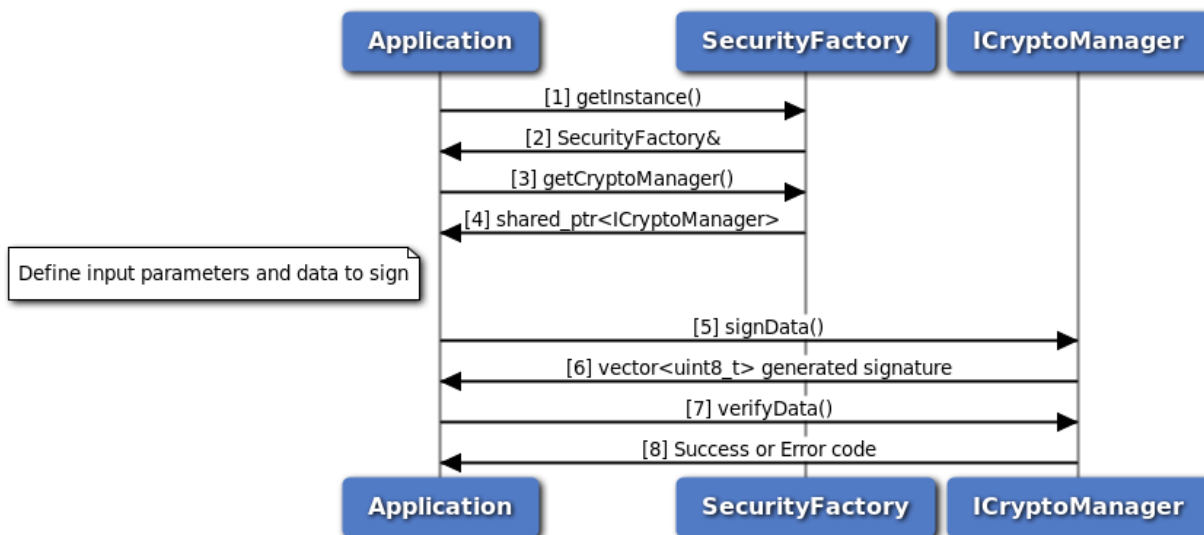 Application
SecurityFactory
ICryptoManager
[1] getInstance()
[2] SecurityFactory&
[3] getCryptoManager()
[4] shared_ptr<ICryptoManager>
Define input parameters and data to sign
[5] signData()
[6] vector<uint8_t> generated signature
[7] verifyData()
[8] Success or Error code
Application
SecurityFactory
ICryptoManager